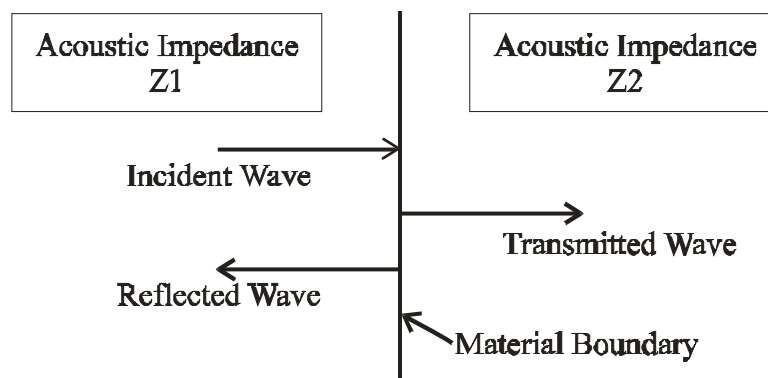 Acoustic Impedance
Z1
Acoustic Impedance
Z2
Incident Wave
Transmitted Wave
Reflected Wave
Material Boundary